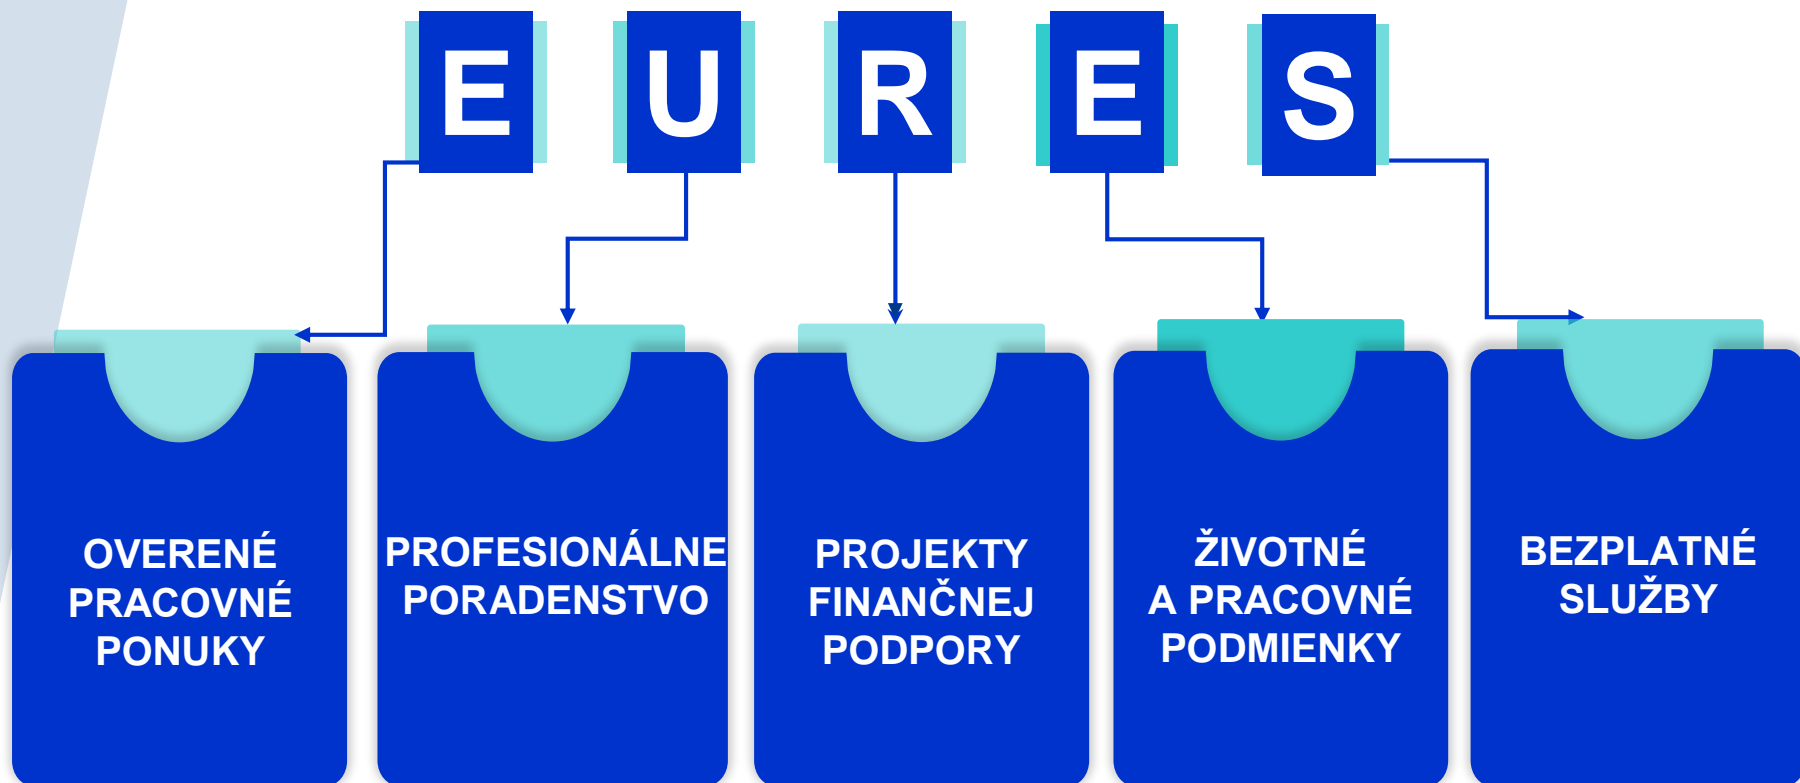 E U R E S
OVERENÉ
PRACOVNÉ
PONUKY
PROFESIONÁLNE
PORADENSTVO
PROJEKTY
FINANČNEJ
PODPORY
ŽIVOTNÉ
A PRACOVNÉ
PODMIENKY
BEZPLATNÉ
SLUŽBY